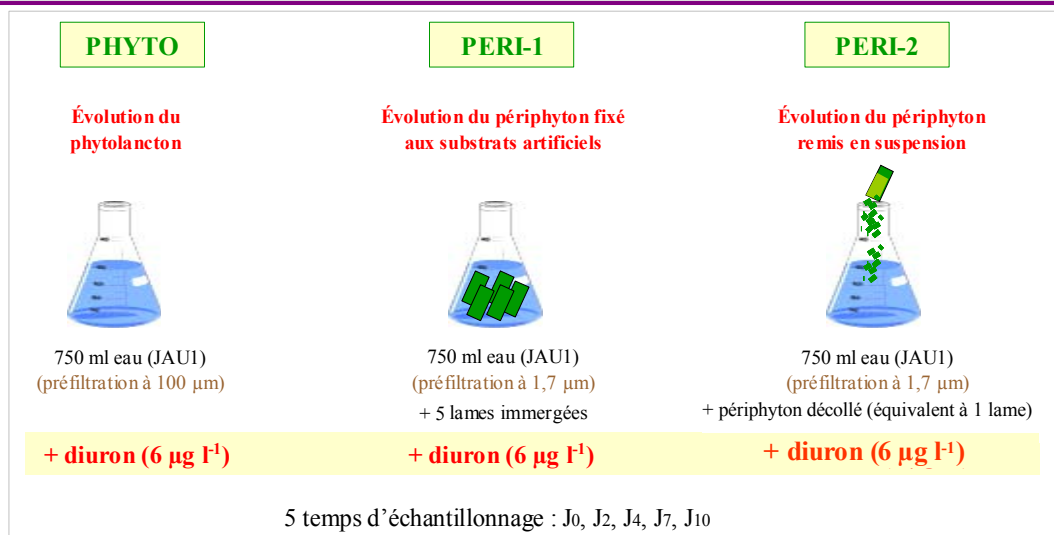 PHYTO
Évolution du
phytolancton
750 ml eau (JAU1)
(préfiltration à 100 µm)
+ diuron (6 µg l-1)
PERI-1
Évolution du périphyton fixé
aux substrats artificiels
750 ml eau (JAU1)
(préfiltration à 1,7 µm)
+ 5 lames immergées
+ diuron (6 µg l-1)
PERI-2
Évolution du périphyton
remis en suspension
750 ml eau (JAU1)
(préfiltration à 1,7 µm)
+ périphyton décollé (équivalent à 1 lame)
+ diuron (6 µg l-1)
5 temps d’échantillonnage : J0, J2, J4, J7, J10